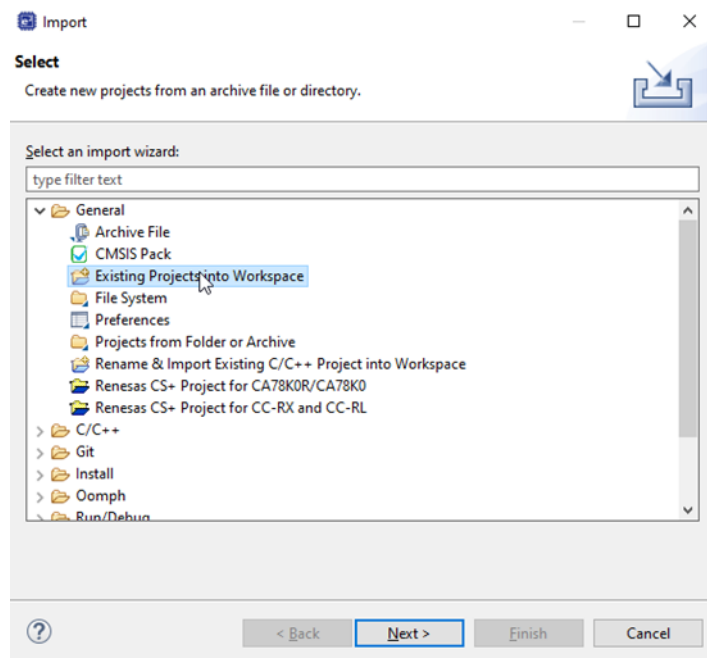 Import
Select
Create new projects from an archive file or directory.
Select an import wizard:
type filter text
General
Archive File
CMSIS Pack
Existing Projects into Workspace
File System
Preferences
Projects from Folder or Archive
Rename & Import Existing C/C++ Project into Workspace
Renesas CS+ Project for CA78K0R/CA78K0
Renesas CS+ Project for CC-RX and CC-RL
C/C++
Git
Install
Oomph
Run/Debug
?
< Back
Next >
Finish
Cancel